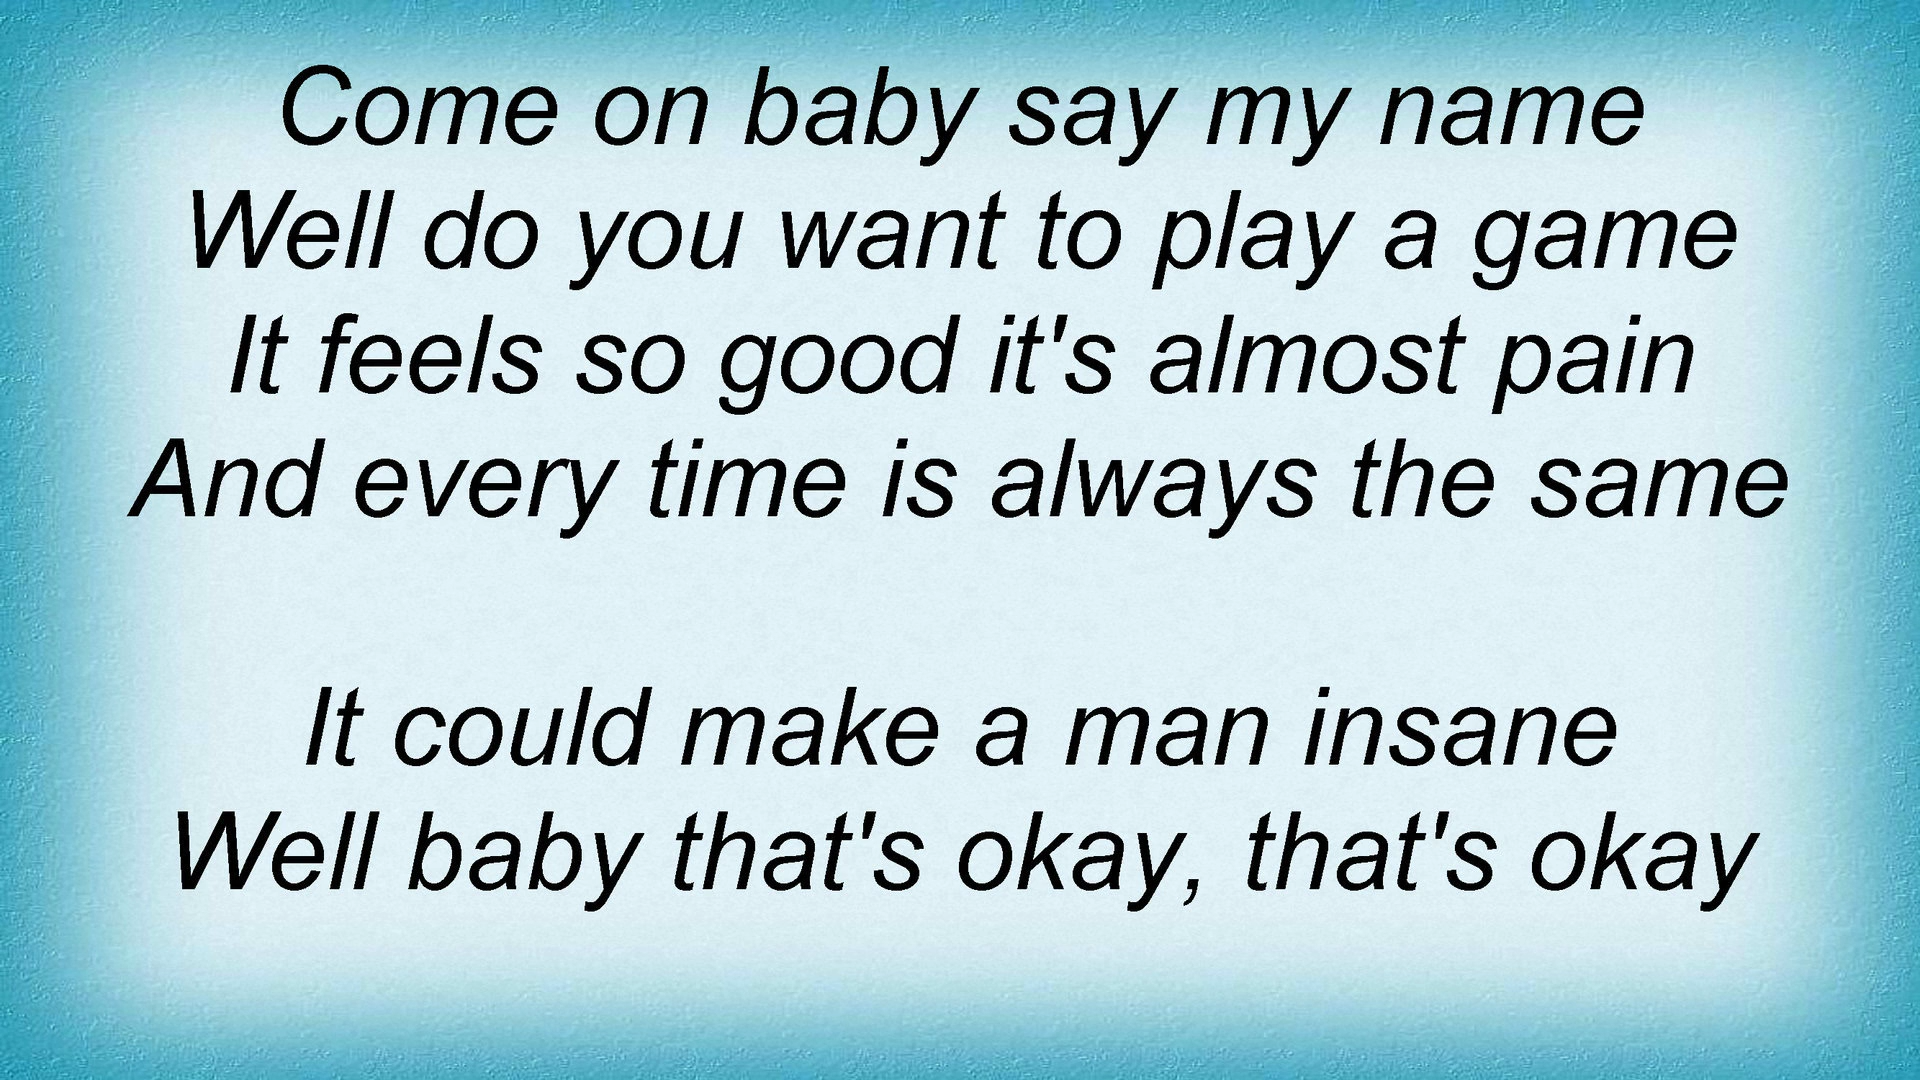 Come on baby say my name
Well do you want to play a game
It feels so good it's almost pain
And every time is always the same
It could make a man insane
Well baby that's okay, that's okay